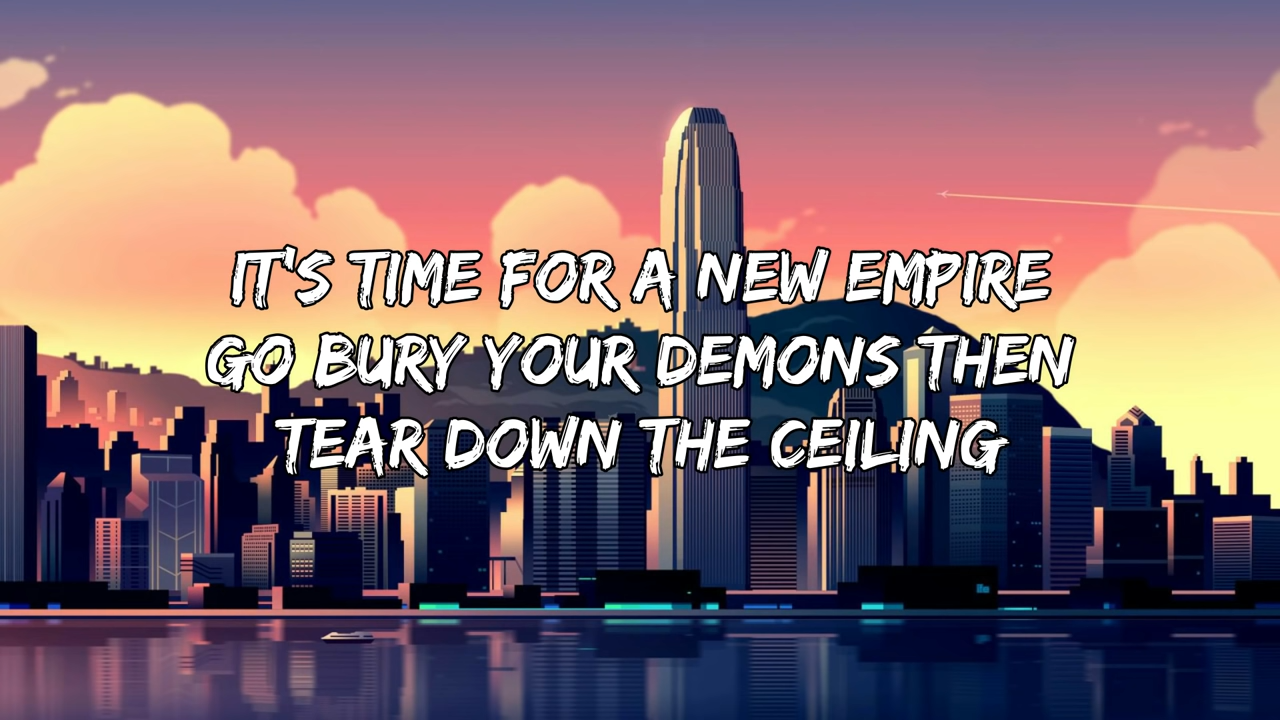 IT'S TIME FOR A NEW EMPIRE
GO BURY YOUR DEMONS THEN
TEAR DOWN THE CEILING